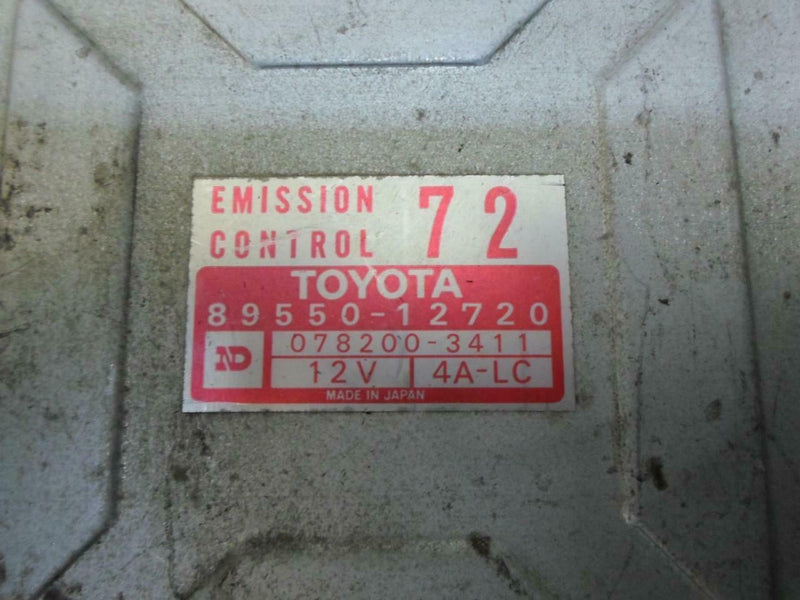 EMISSION
CONTROL 72
TOYOTA
89550-12720
ND 078200-3411
12V 4A-LC
MADE IN JAPAN